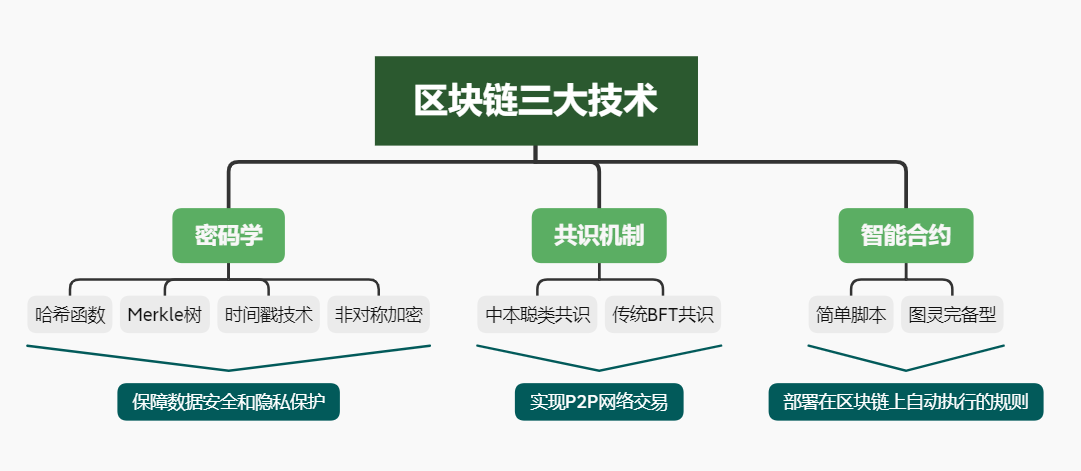 区块链三大技术
密码学
共识机制
智能合约
哈希函数
Merkle树
时间戳技术
非对称加密
中本聪类共识
传统BFT共识
简单脚本
图灵完备型
保障数据安全和隐私保护
实现P2P网络交易
部署在区块链上自动执行的规则